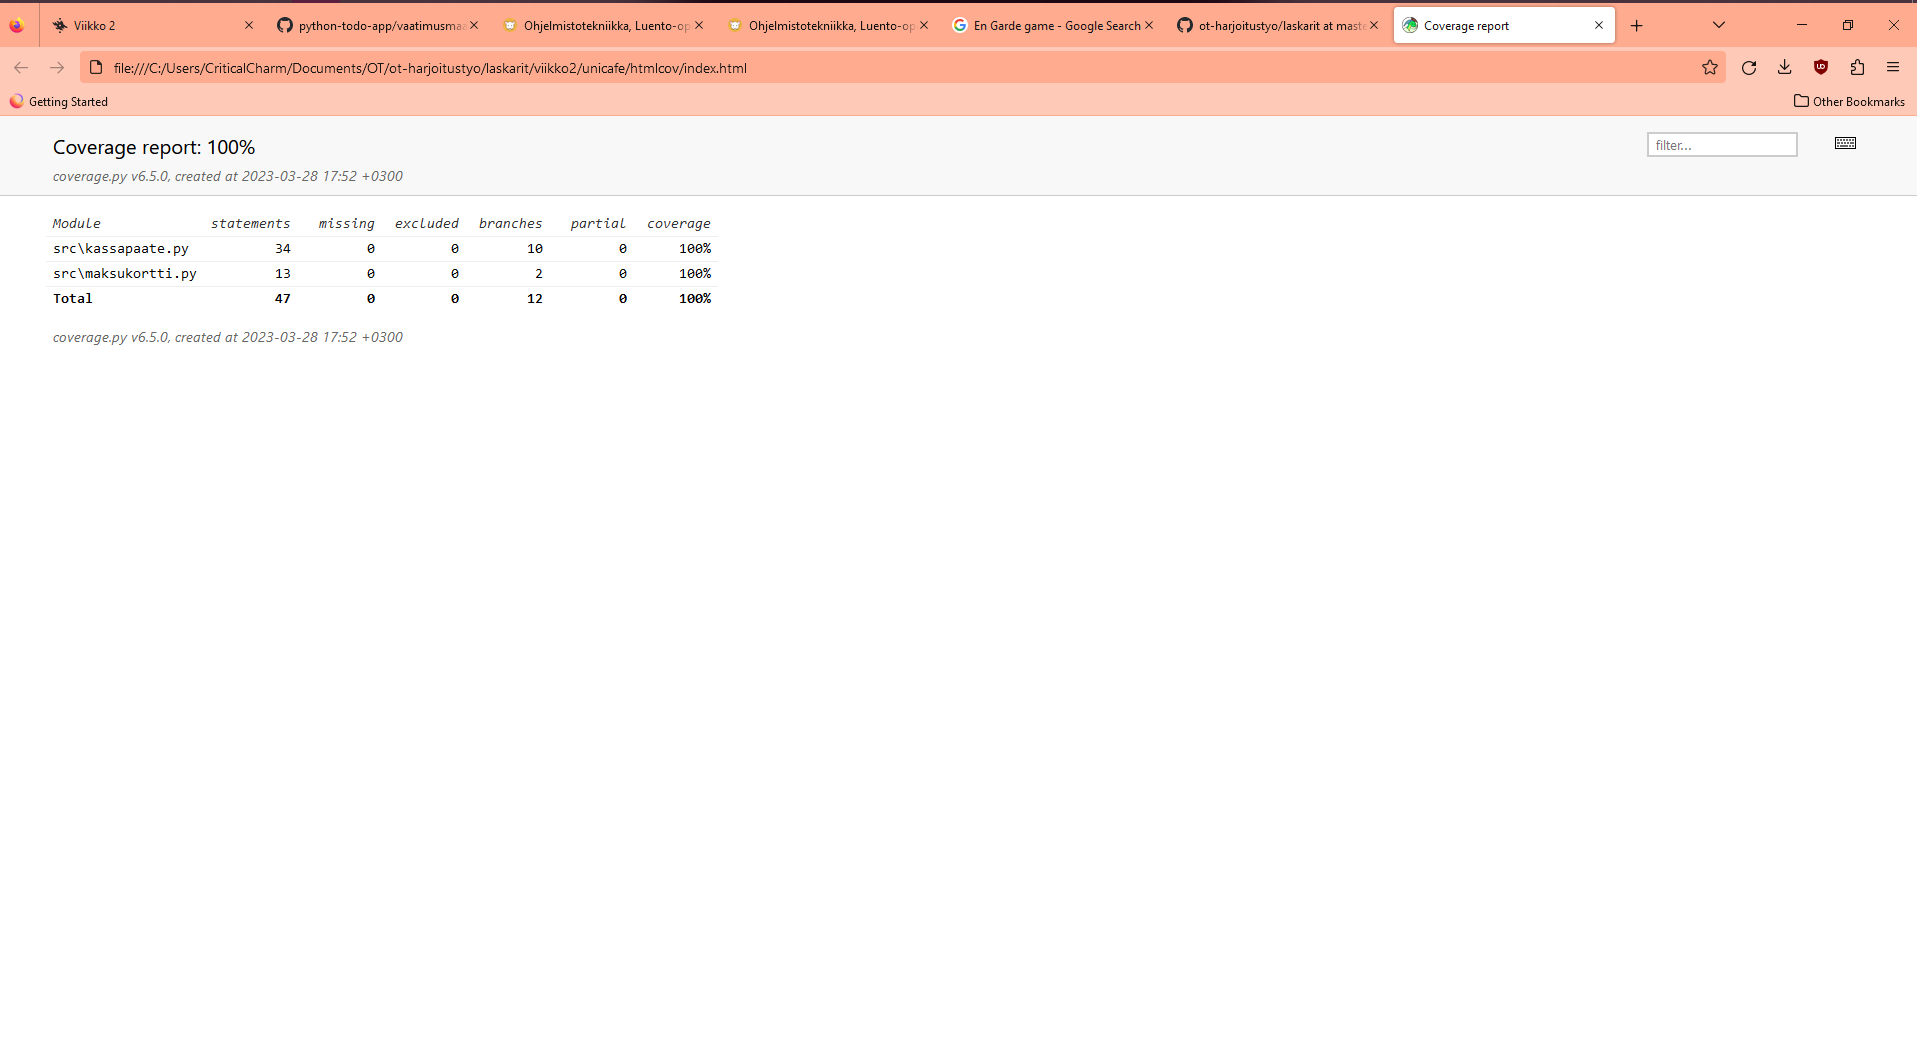 Viikko 2
python-todo-app/vaatimusmaa
Ohjelmistotekniikka, Luento-op
Ohjelmistotekniikka, Luento-op
En Garde game - Google Search
ot-harjoitustyo/laskarit at maste
Coverage report
file:///C:/Users/CriticalCharm/Documents/OT/ot-harjoitustyo/laskarit/viikko2/unicafe/htmlcov/index.html
Getting Started
Other Bookmarks
Coverage report: 100%
filter...
coverage.py v6.5.0, created at 2023-03-28 17:52 +0300
Module statements missing excluded branches partial coverage
src\kassapaate.py 34 0 0 10 0 100%
src\maksukortti.py 13 0 0 2 0 100%
Total 47 0 0 12 0 100%
coverage.py v6.5.0, created at 2023-03-28 17:52 +0300